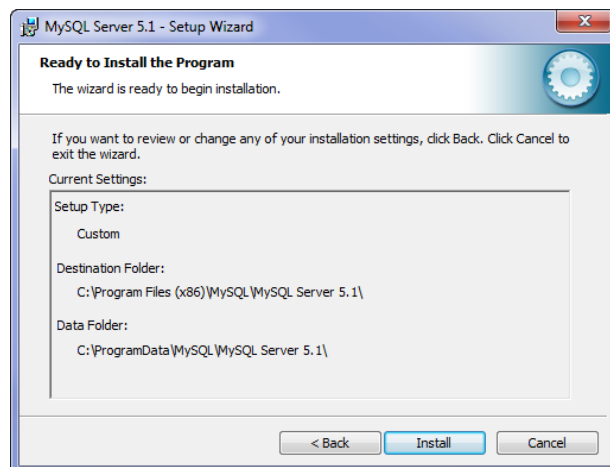 MySQL Server 5.1 - Setup Wizard
Ready to Install the Program
The wizard is ready to begin installation.
If you want to review or change any of your installation settings, click Back. Click Cancel to
exit the wizard.
Current Settings:
Setup Type:
Custom
Destination Folder:
C:\Program Files (x86)\MySQL\MySQL Server 5.1\
Data Folder:
C:\ProgramData\MySQL\MySQL Server 5.1\
< Back Install Cancel